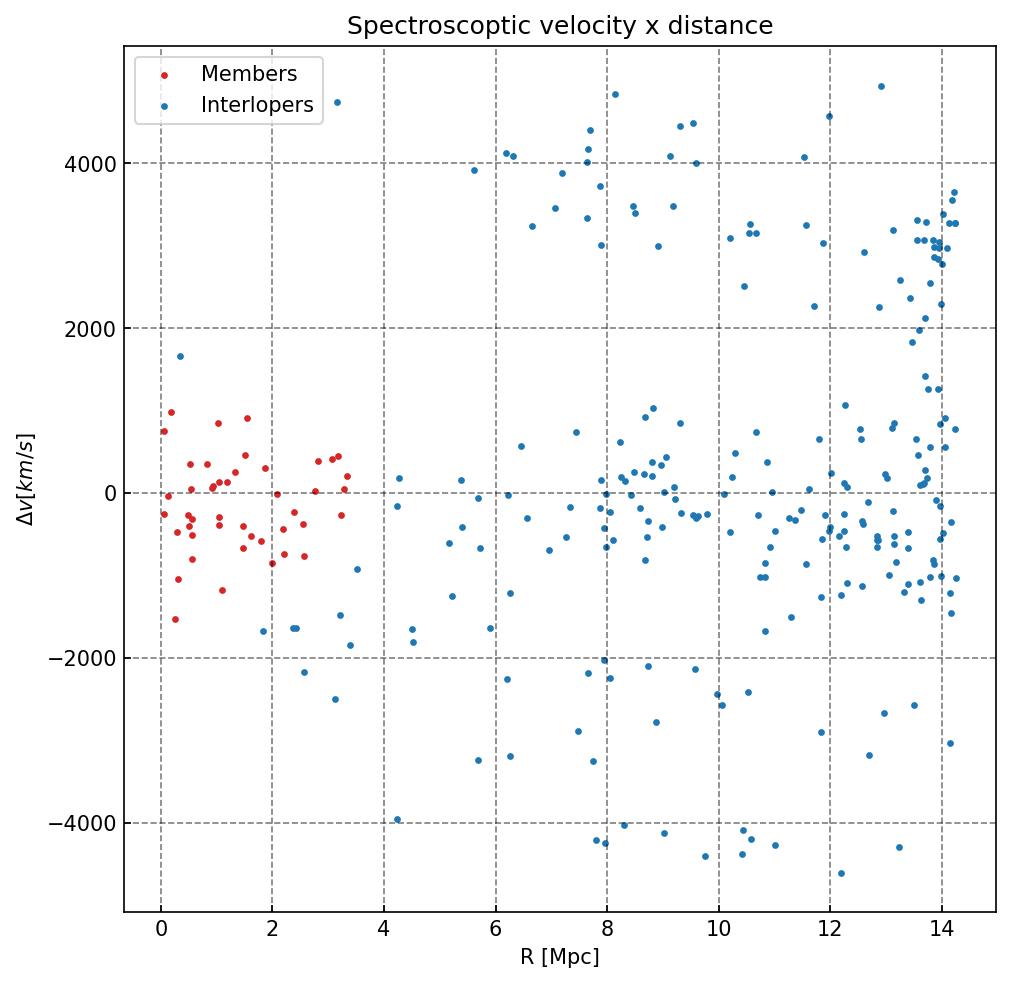 Spectroscoptic velocity x distance
Members
Interlopers
4000
2000
0
−2000
−4000
Δv[km/s]
0 2 4 6 8 10 12 14
R [Mpc]